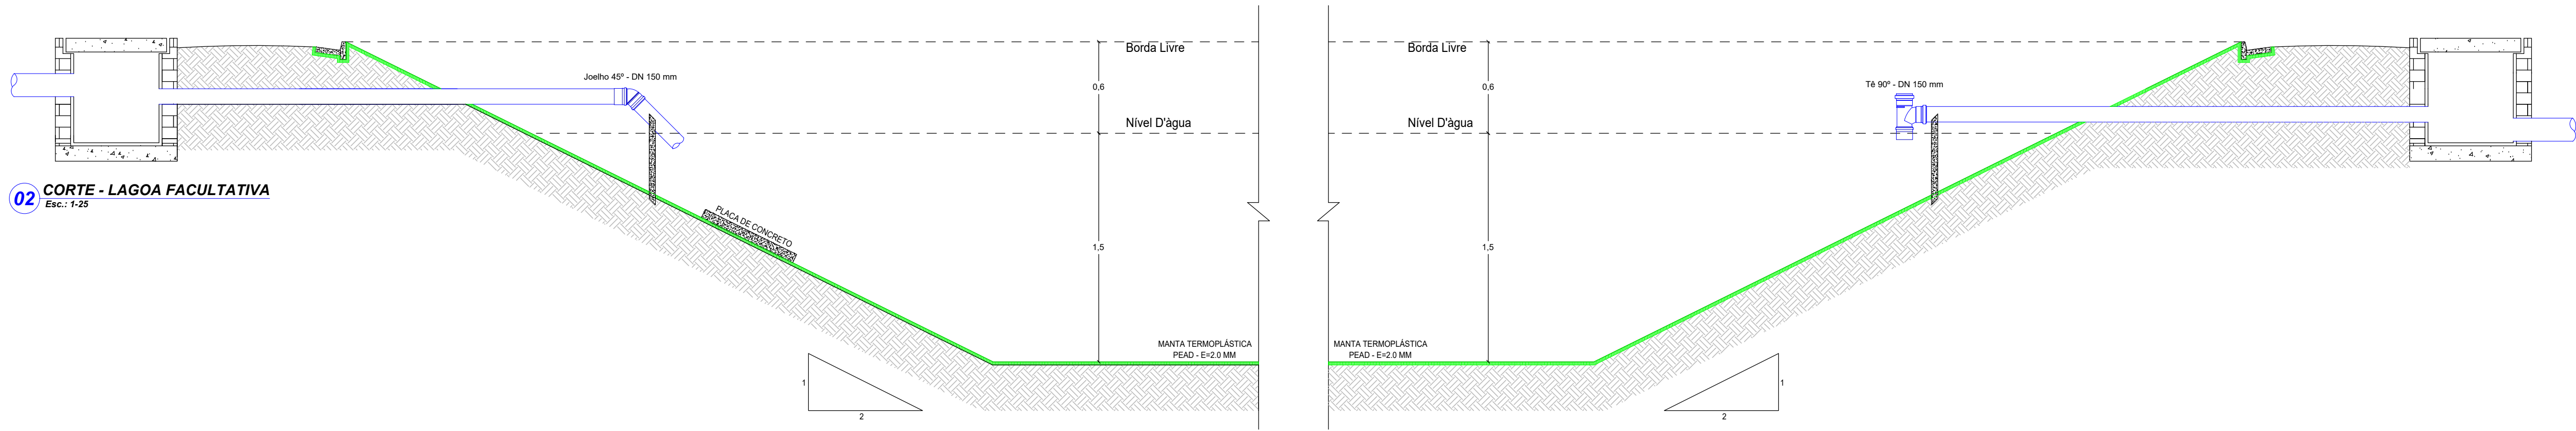 Borda Livre
Borda Livre
Joelho 45º - DN 150 mm
Tê 90º - DN 150 mm
0,6
0,6
Nível D'àgua
Nível D'àgua
02
CORTE - LAGOA FACULTATIVA
Esc.: 1-25
PLACA DE CONCRETO
1,5
1,5
MANTA TERMOPLÁSTICA
PEAD - E=2.0 MM
MANTA TERMOPLÁSTICA
PEAD - E=2.0 MM
1
2
1
2